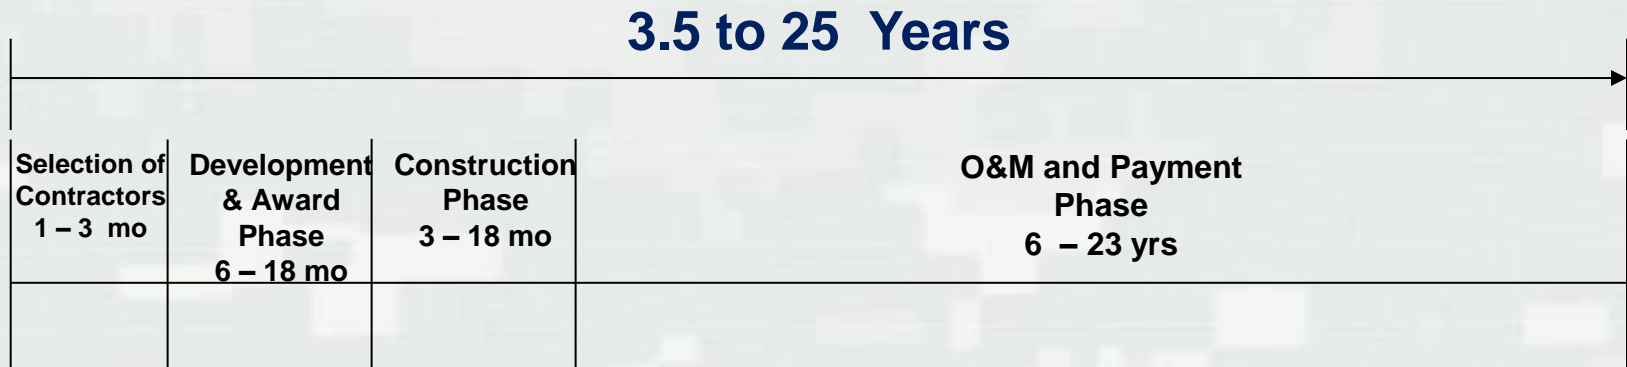 3.5 to 25 Years
Selection of
Contractors
1 – 3 mo
Development
& Award
Phase
6 – 18 mo
Construction
Phase
3 – 18 mo
O&M and Payment
Phase
6 – 23 yrs